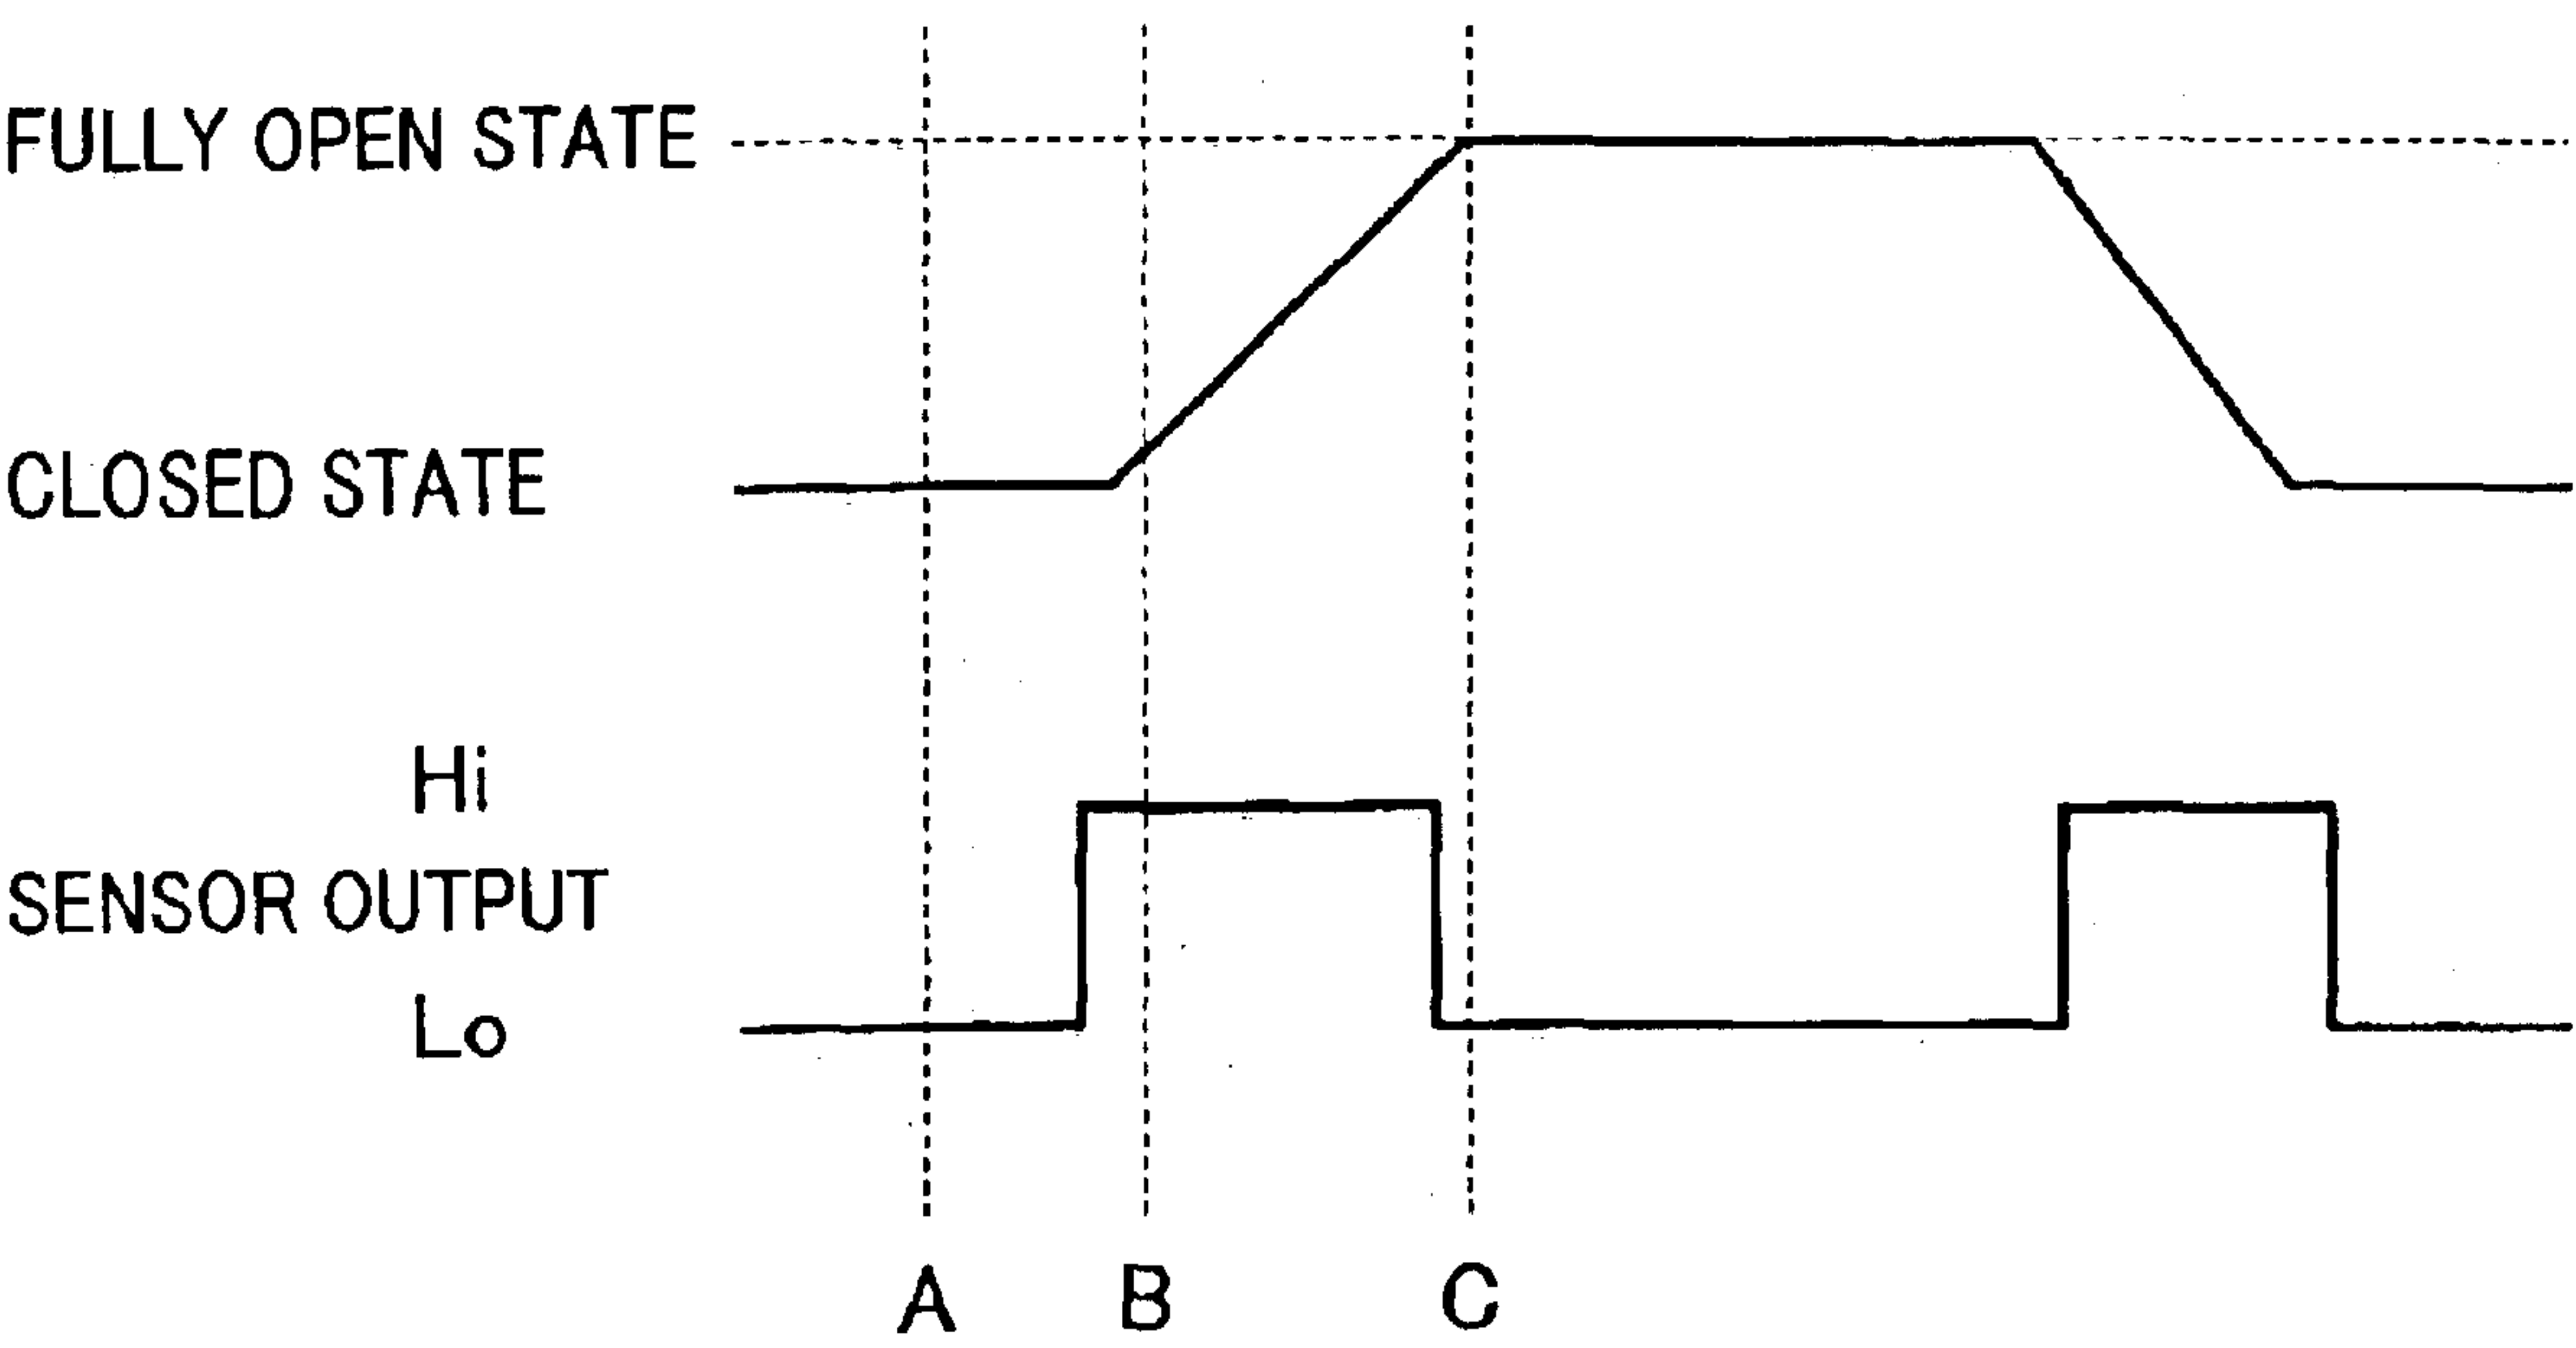 FULLY OPEN STATE
CLOSED STATE
Hi
SENSOR OUTPUT
Lo
A B C